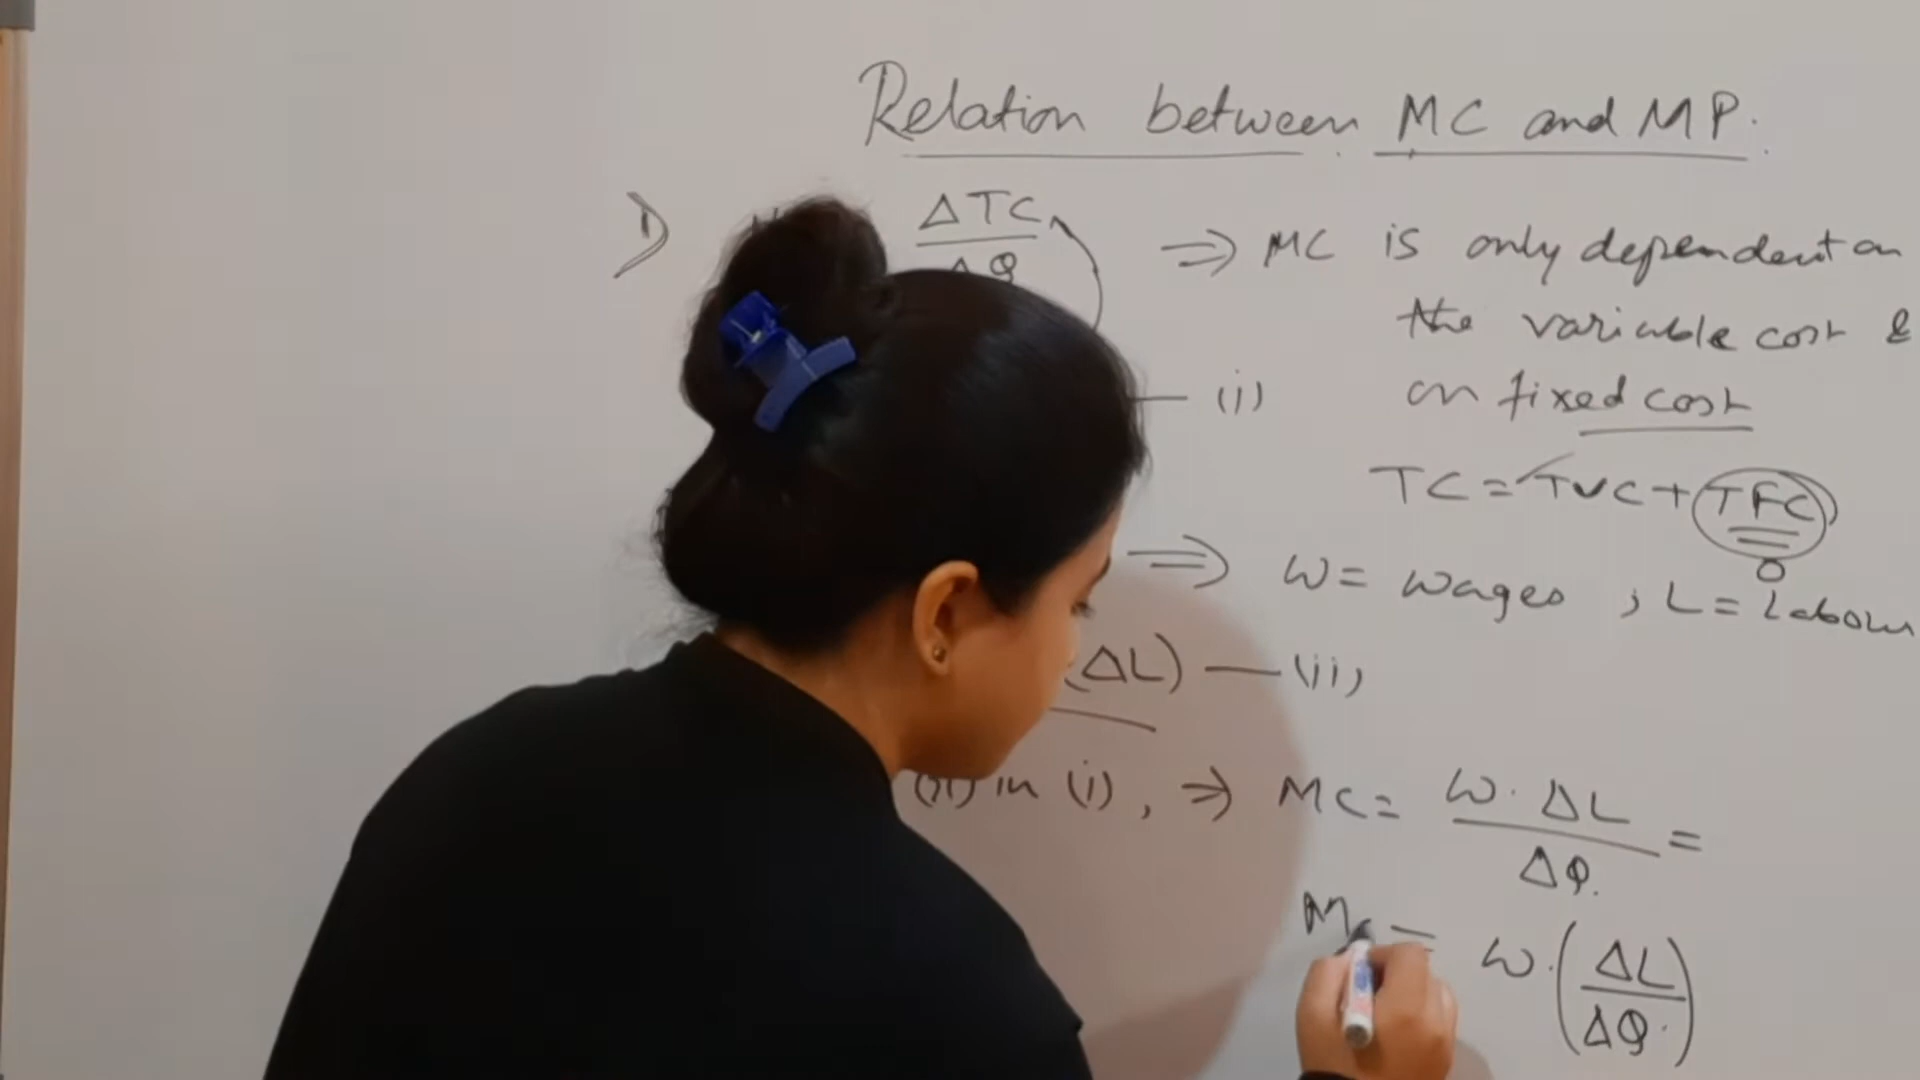 Relation between MC and MP.
1) ΔTC / ΔQ ⇒ MC is only dependent on
the variable cost &
on fixed cost
— (i)
TC = TVC + TFC
0
⇒ w = wages , L = Labour
(ΔL) — (ii)
(ii) in (i) , ⇒ MC = w · ΔL / ΔQ. =
MC = w · (ΔL / ΔQ.)